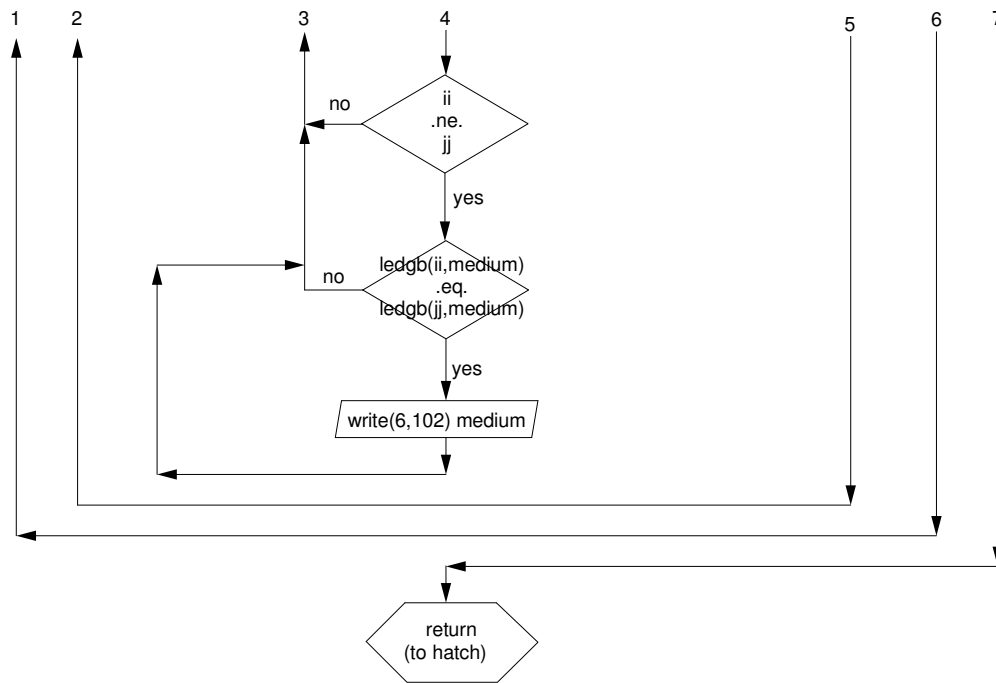 1 2 3 4 5 6 7
ii
.ne.
jj
no
yes
ledgb(ii,medium)
.eq.
ledgb(jj,medium)
no
yes
write(6,102) medium
return
(to hatch)